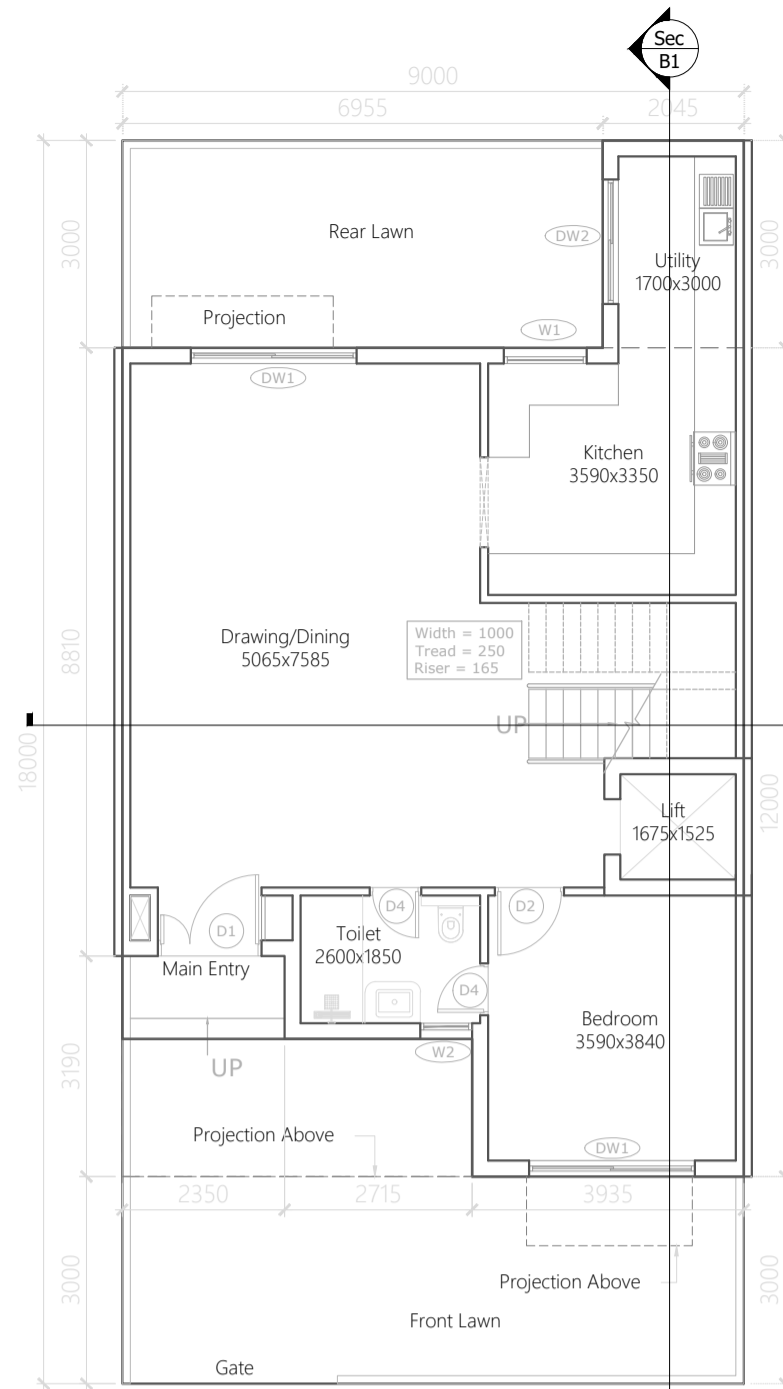 Sec
B1
9000
6955
2045
3000
Rear Lawn
DW2
3000
Utility
1700x3000
Projection
W1
DW1
Kitchen
3590x3350
8810
Drawing/Dining
5065x7585
Width = 1000
Tread = 250
Riser = 165
UP
18000
12000
Lift
1675x1525
D1
D4
D2
Toilet
2600x1850
Main Entry
D4
Bedroom
3590x3840
3190
UP
W2
Projection Above
DW1
2350
2715
3935
3000
3000
Projection Above
Front Lawn
Gate